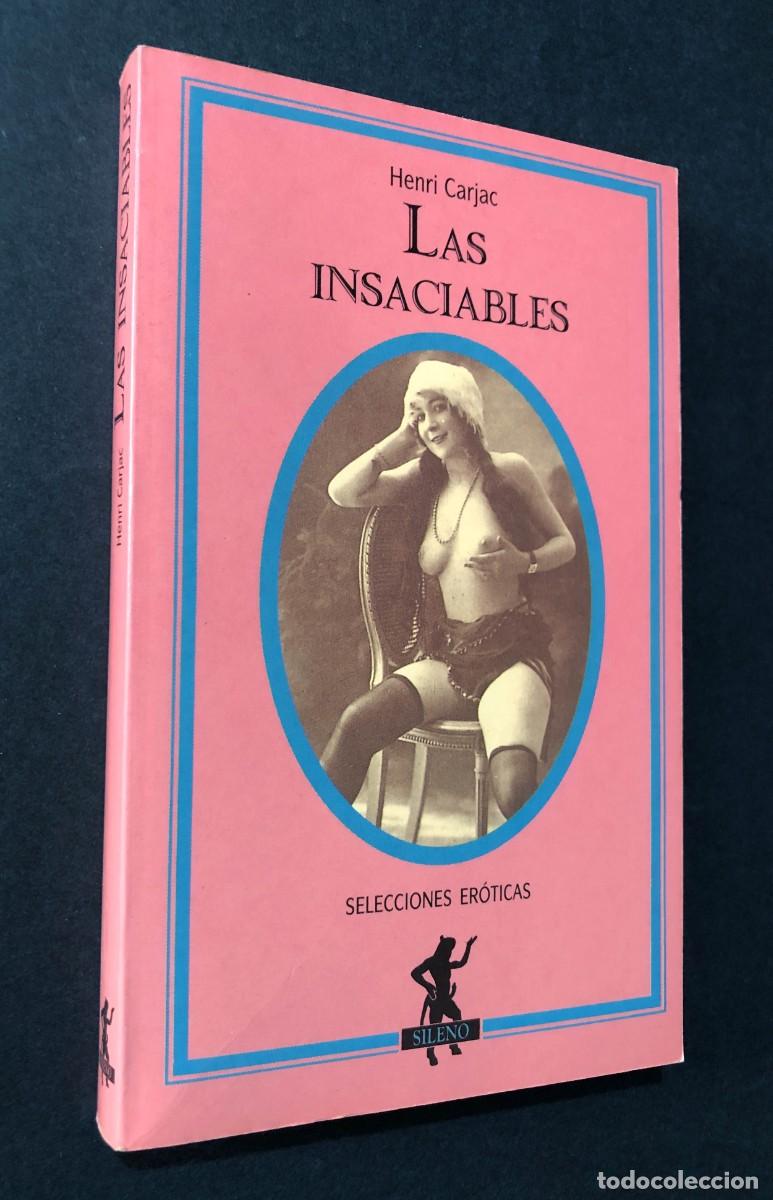 Henri Carjac
LAS
INSACIABLES
SELECCIONES ERÓTICAS
SILENO
Henri Carjac LAS INSACIABLES
todocoleccion